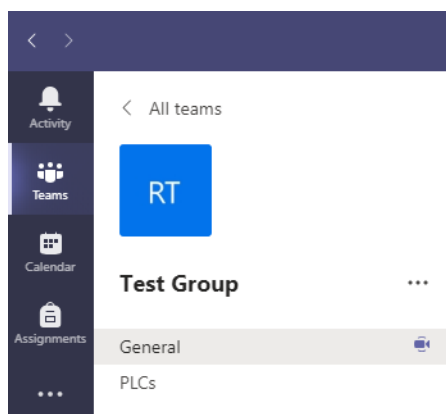 Activity
Teams
Calendar
Assignments
All teams
RT
Test Group
General
PLCs